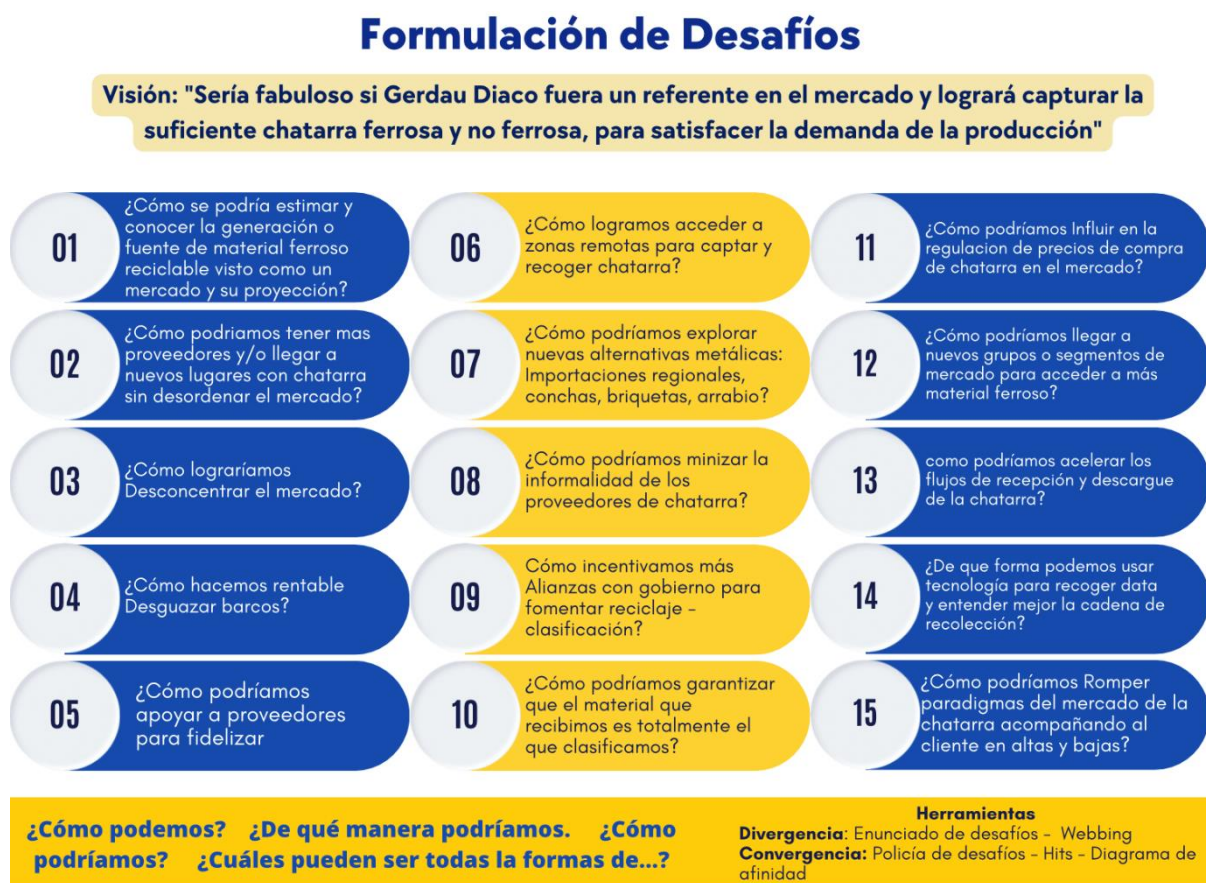 Formulación de Desafíos
Visión: "Sería fabuloso si Gerdau Diaco fuera un referente en el mercado y logrará capturar la
suficiente chatarra ferrosa y no ferrosa, para satisfacer la demanda de la producción"
01
¿Cómo se podría estimar y
conocer la generación o
fuente de material ferroso
reciclable visto como un
mercado y su proyección?
02
¿Cómo podriamos tener mas
proveedores y/o llegar a
nuevos lugares con chatarra
sin desordenar el mercado?
03
¿Cómo lograríamos
Desconcentrar el mercado?
04
¿Cómo hacemos rentable
Desguazar barcos?
05
¿Cómo podríamos
apoyar a proveedores
para fidelizar
06
¿Cómo logramos acceder a
zonas remotas para captar y
recoger chatarra?
07
¿Cómo podríamos explorar
nuevas alternativas metálicas:
Importaciones regionales,
conchas, briquetas, arrabio?
08
¿Cómo podríamos minizar la
informalidad de los
proveedores de chatarra?
09
Cómo incentivamos más
Alianzas con gobierno para
fomentar reciclaje -
clasificación?
10
¿Cómo podríamos garantizar
que el material que
recibimos es totalmente el
que clasificamos?
11
¿Cómo podríamos Influir en la
regulacion de precios de compra
de chatarra en el mercado?
12
¿Cómo podríamos llegar a
nuevos grupos o segmentos de
mercado para acceder a más
material ferroso?
13
como podríamos acelerar los
flujos de recepción y descargue
de la chatarra?
14
¿De que forma podemos usar
tecnología para recoger data
y entender mejor la cadena de
recolección?
15
¿Cómo podríamos Romper
paradigmas del mercado de la
chatarra acompañando al
cliente en altas y bajas?
¿Cómo podemos? ¿De qué manera podríamos. ¿Cómo
podríamos? ¿Cuáles pueden ser todas la formas de...?
Herramientas
Divergencia: Enunciado de desafíos - Webbing
Convergencia: Policía de desafíos - Hits - Diagrama de
afinidad